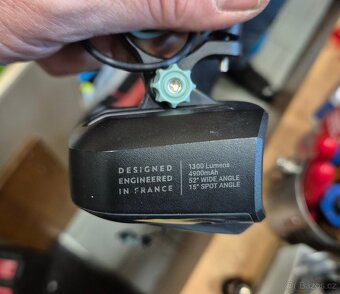 DESIGNED
ENGINEERED
IN FRANCE
1300 Lumens
4900mAh
52° WIDE ANGLE
15° SPOT ANGLE
Bazos.cz